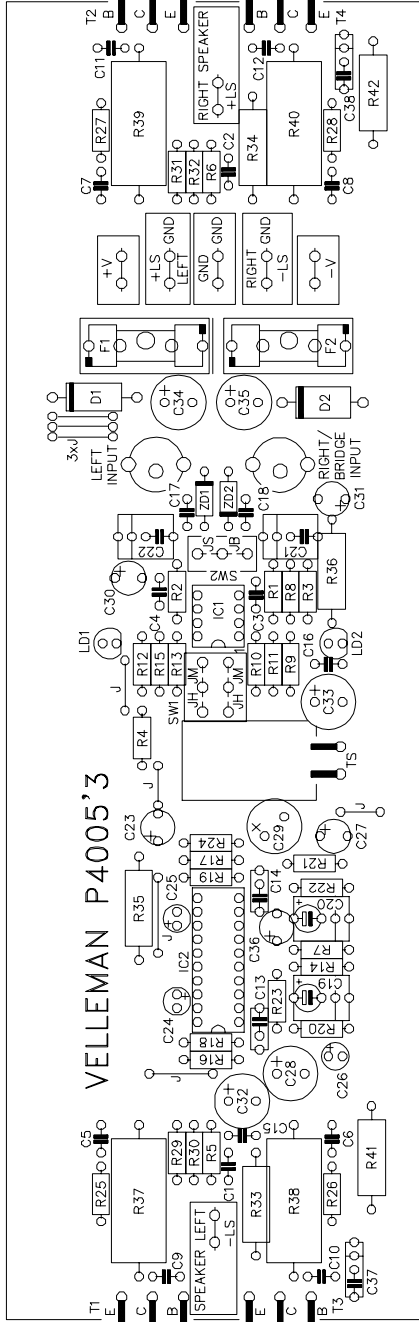 VELLEMAN P4005'3
T1
E
C
B
SPEAKER LEFT
-LS
E
C
B
T3
C9
C10
C37
R25
C5
R37
R29
R30
R5
C1
R33
R38
R26
C6
R41
C15
C32
C28
C26
J
R16
R18
C24
C25
IC2
R35
J
R19
R17
R24
C13
C14
R23
C36
C29
R20
C19
R14
R7
C20
R22
R21
C27
J
C23
J
R4
J
TS
SW1
JH
JM
JH
JM
1
C33
C16
LD2
LD1
R12
R15
R13
R10
R11
R9
IC1
C4
R2
C3
R1
R8
R3
R36
C30
C22
SW2
JS
JB
C21
C31
C17
ZD1
ZD2
C18
LEFT
INPUT
RIGHT/
BRIDGE
INPUT
3xJ
D1
C34
C35
D2
F1
F2
+V
+LS
LEFT
GND
GND
RIGHT
-LS
GND
-V
C7
R27
C11
R39
R31
R32
R6
C2
R34
R40
C12
R28
C8
C38
R42
RIGHT SPEAKER
+LS
T2
B
C
E
B
C
E
T4